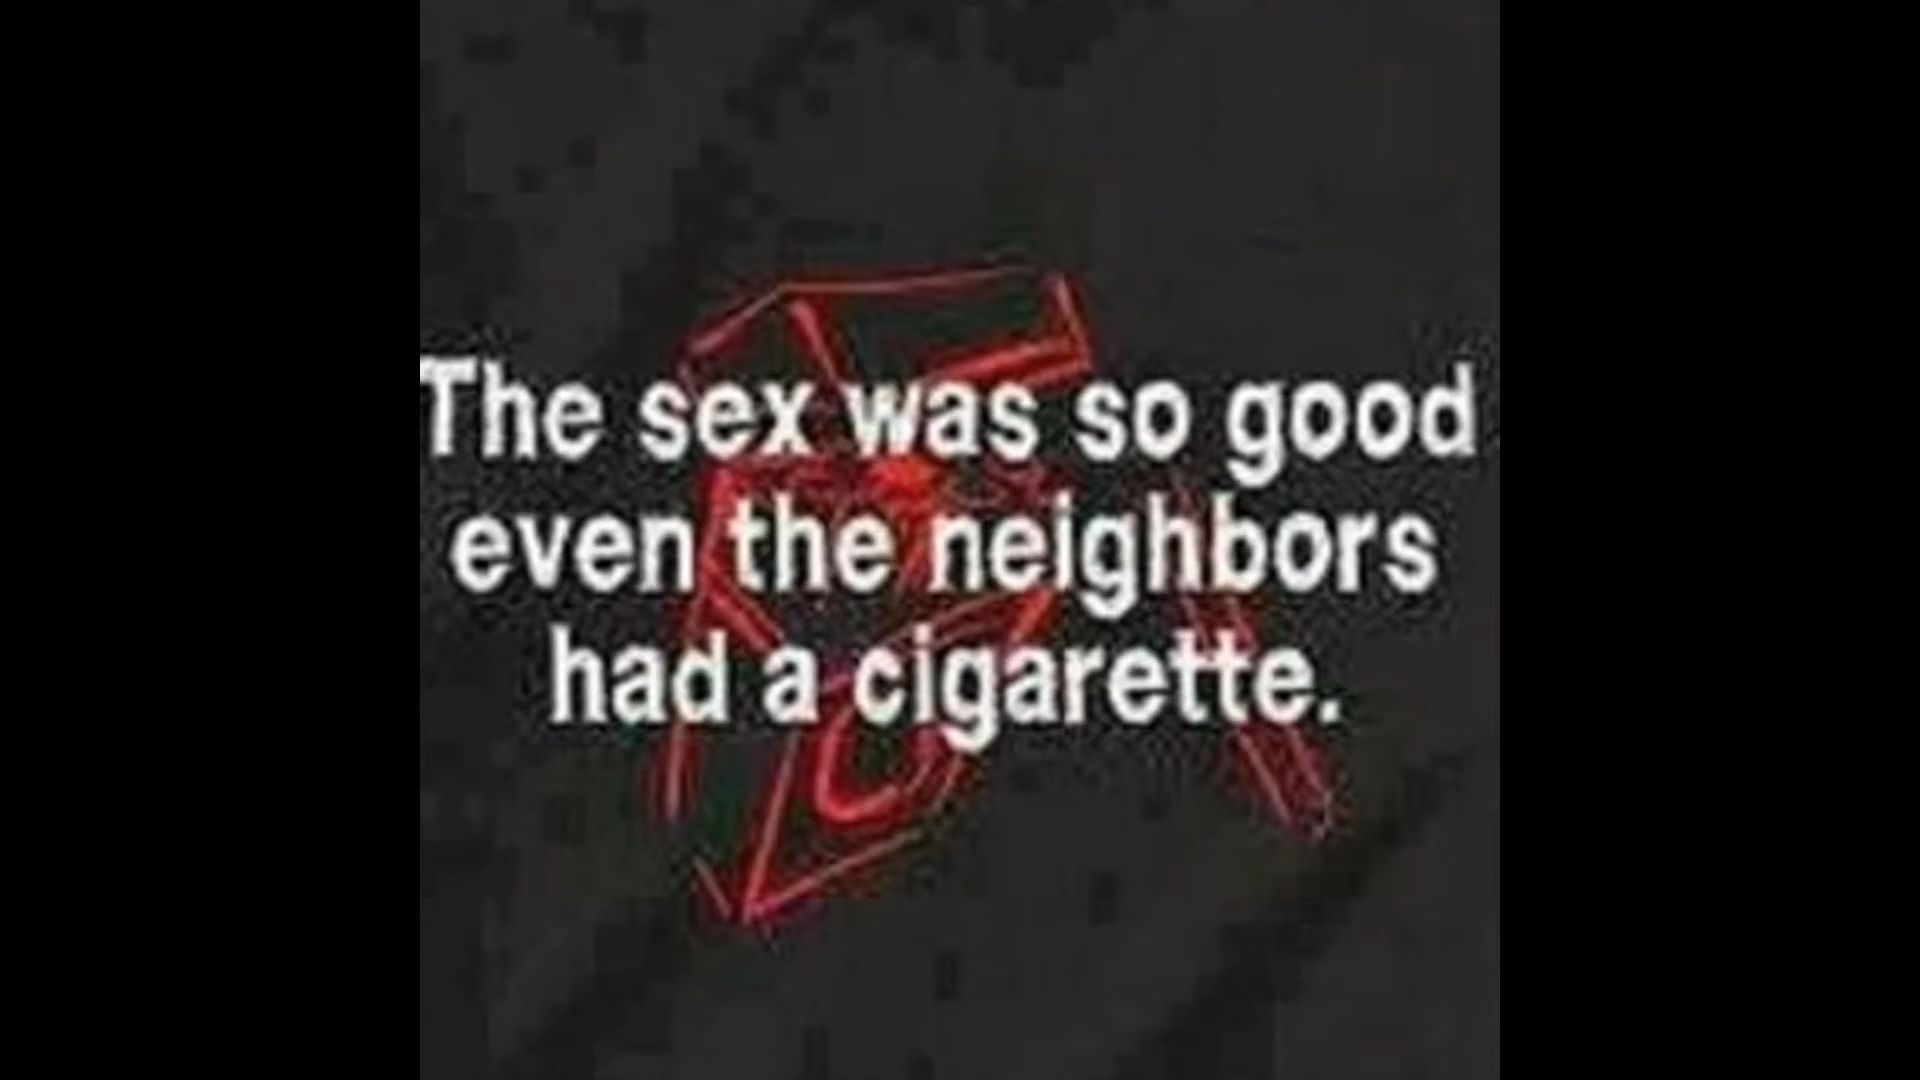 The sex was so good
even the neighbors
had a cigarette.